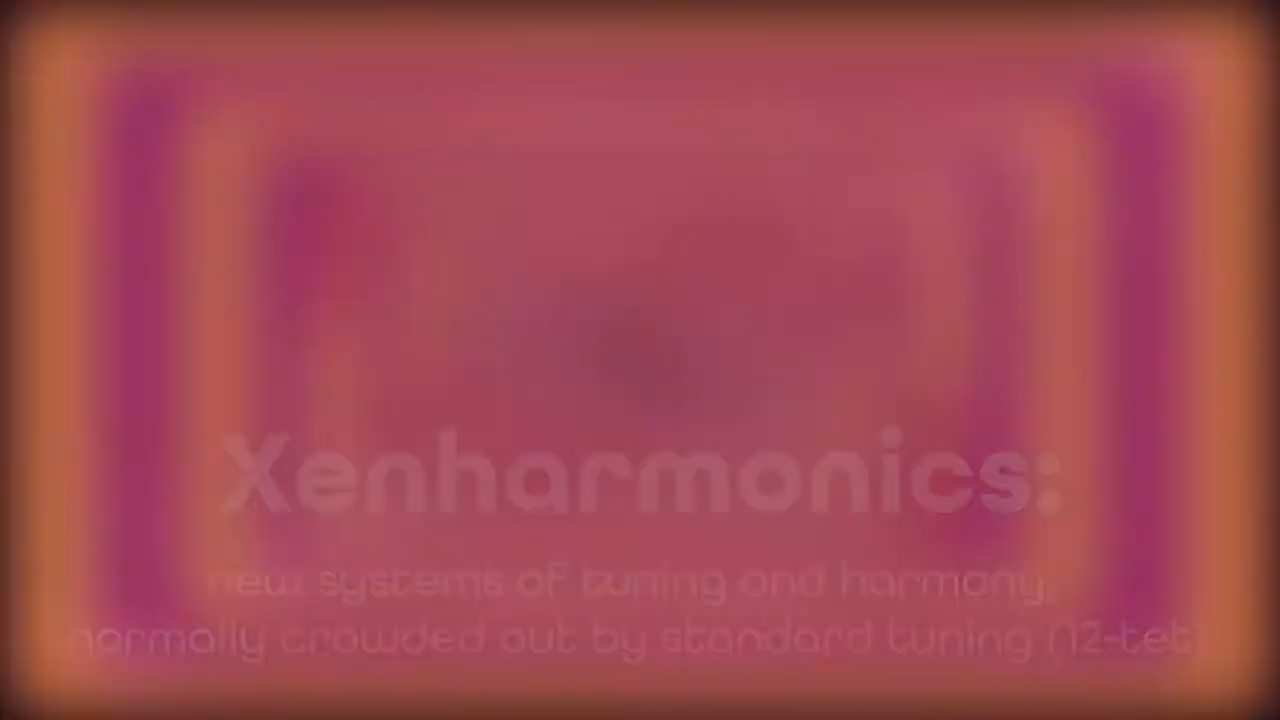 Xenharmonics:
new systems of tuning and harmony,
normally crowded out by standard tuning (12-tet)